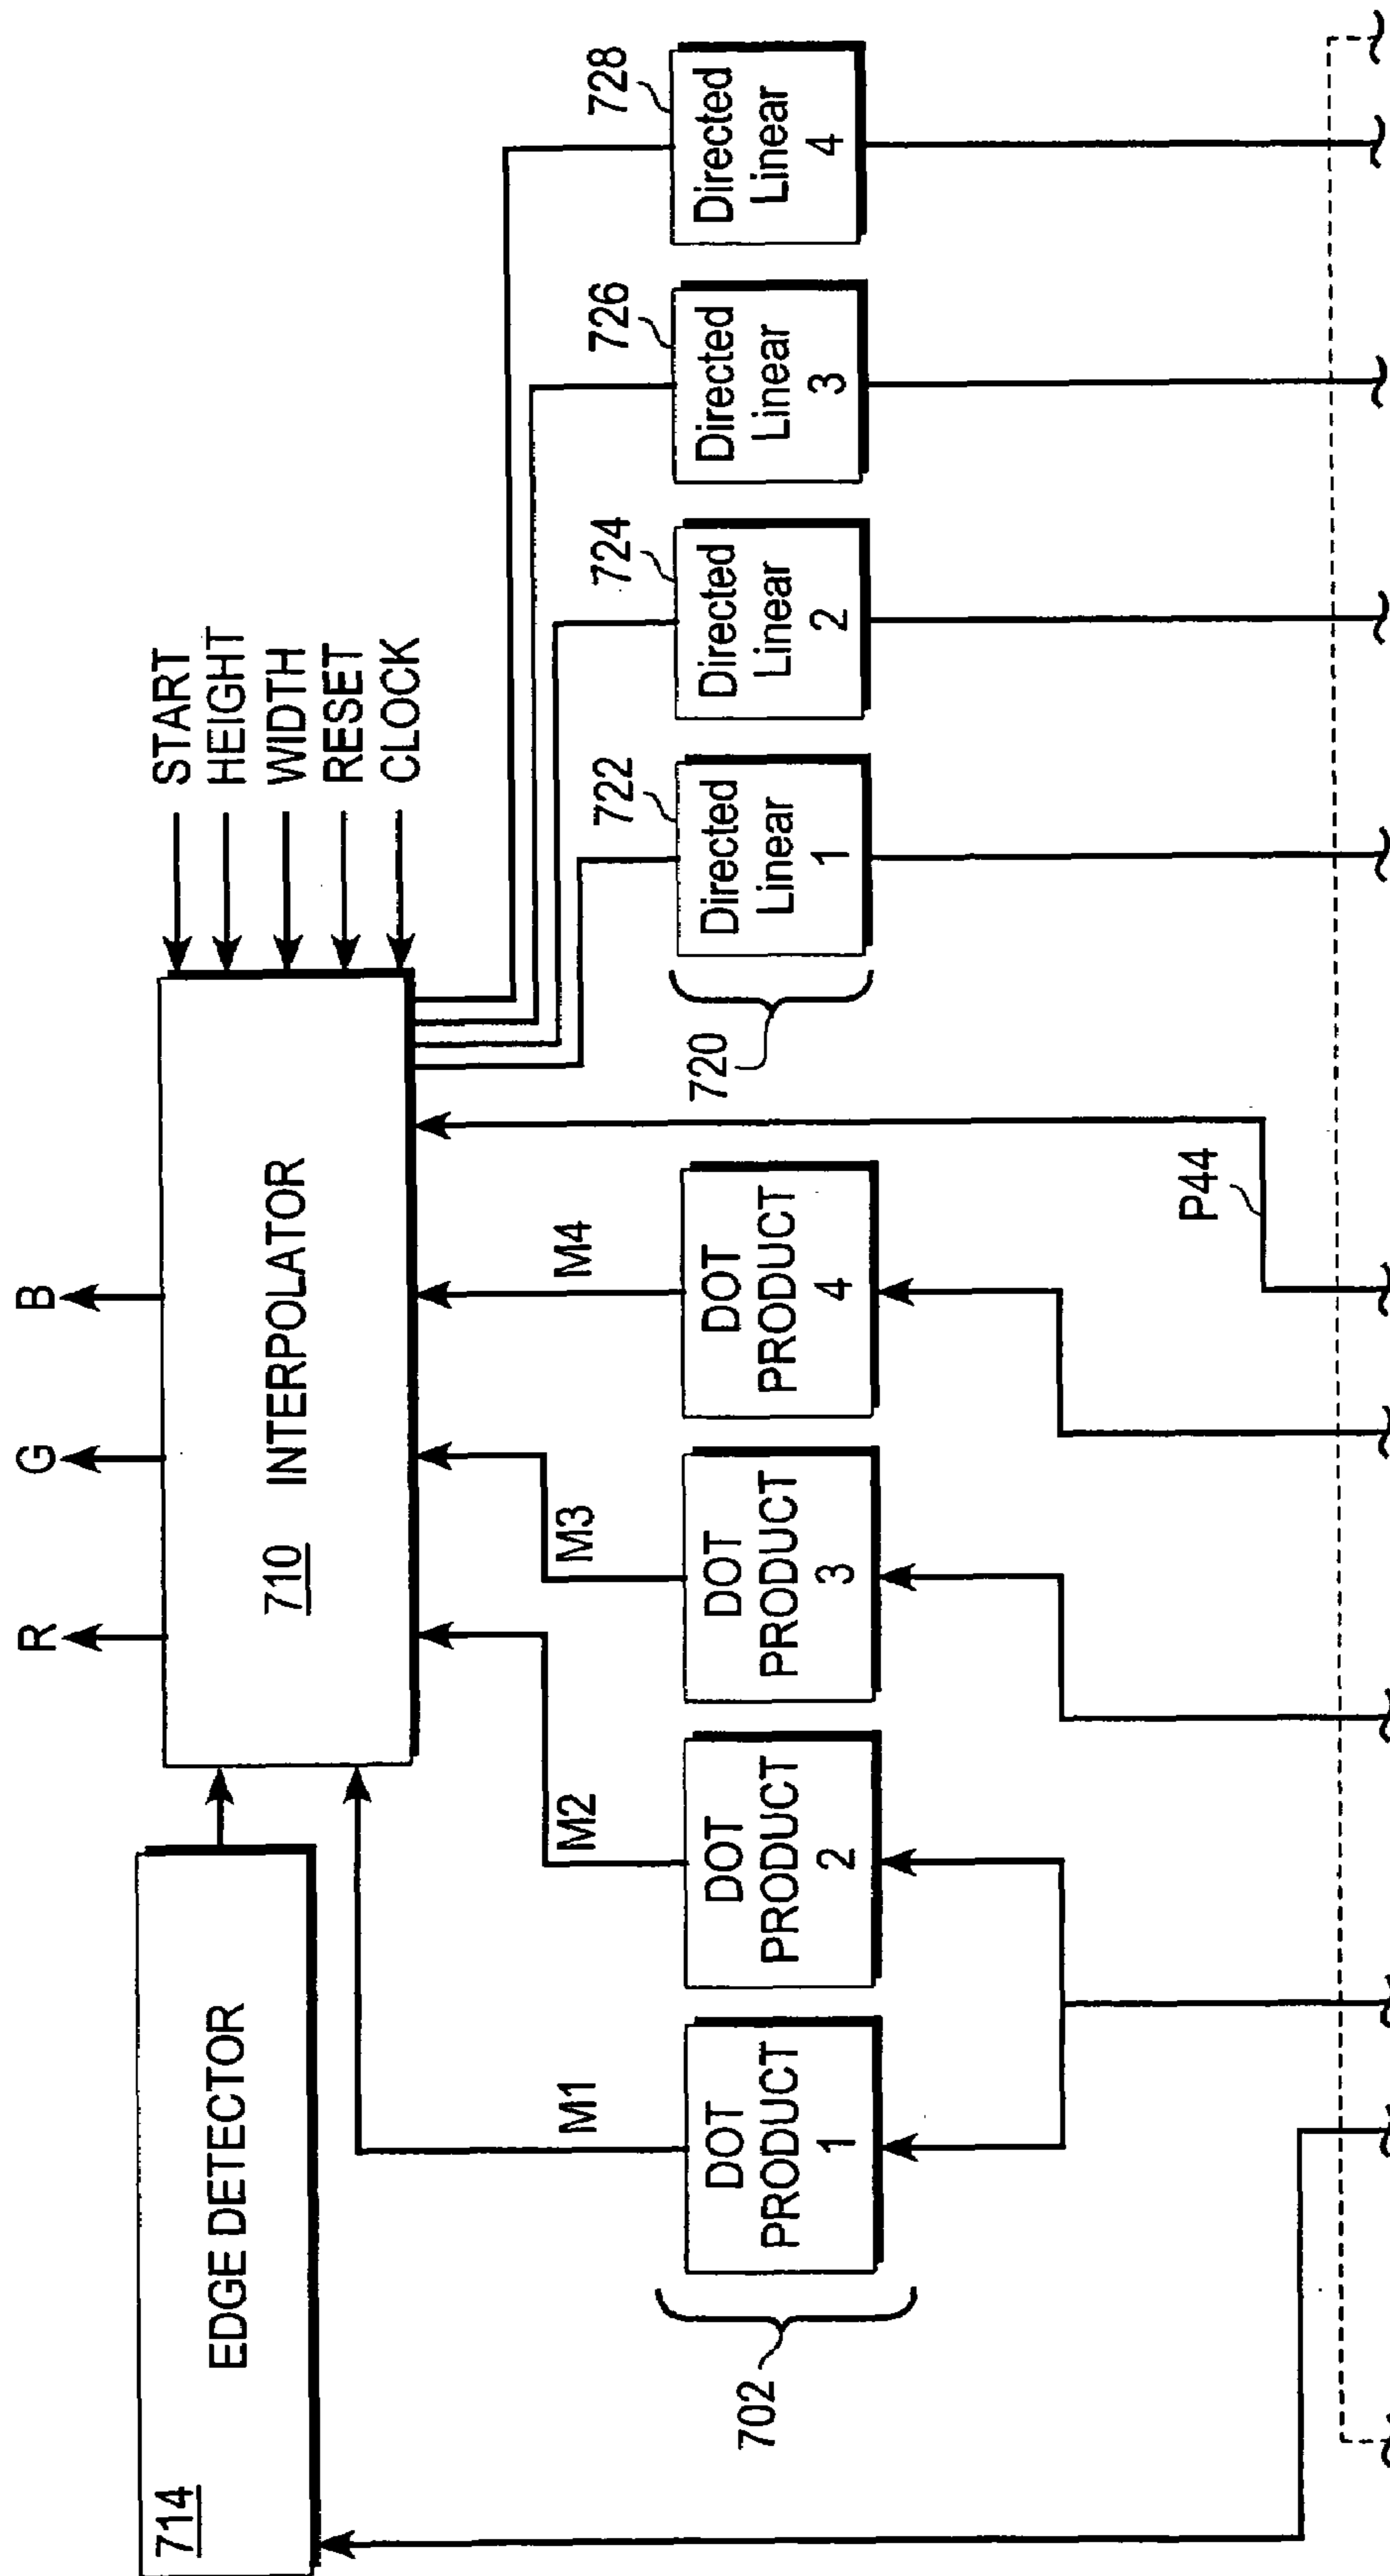 R
G
B
714
EDGE DETECTOR
710
INTERPOLATOR
START
HEIGHT
WIDTH
RESET
CLOCK
M1
M2
M3
M4
702
DOT
PRODUCT
1
DOT
PRODUCT
2
DOT
PRODUCT
3
DOT
PRODUCT
4
720
722
Directed
Linear
1
724
Directed
Linear
2
726
Directed
Linear
3
728
Directed
Linear
4
P44